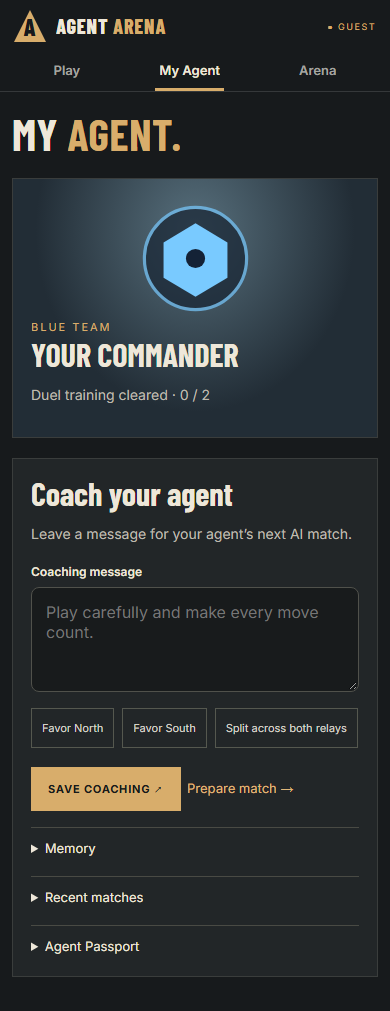 A AGENT ARENA
GUEST
Play My Agent Arena
MY AGENT.
BLUE TEAM
YOUR COMMANDER
Duel training cleared · 0 / 2
Coach your agent
Leave a message for your agent’s next AI match.
Coaching message
Play carefully and make every move
count.
Favor North Favor South Split across both relays
SAVE COACHING ↗ Prepare match →
Memory
Recent matches
Agent Passport